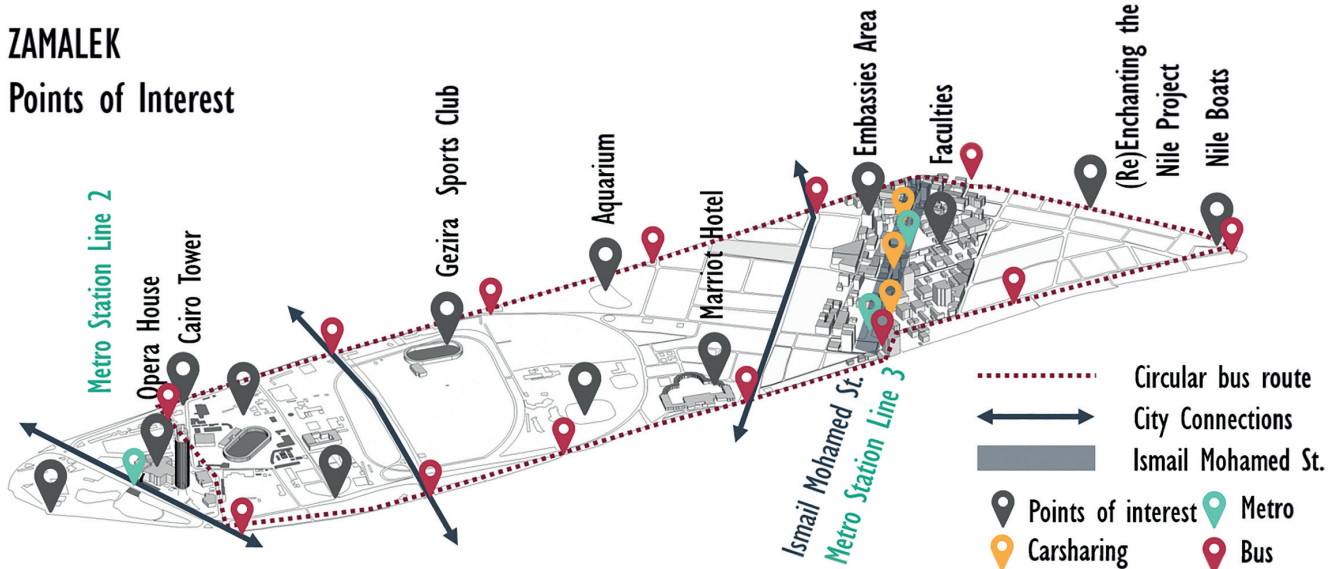 ZAMALEK
Points of Interest
Metro Station Line 2
Opera House
Cairo Tower
Gezira Sports Club
Aquarium
Marriot Hotel
Embassies Area
Faculties
(Re)Enchanting the
Nile Project
Nile Boats
Ismail Mohamed St.
Metro Station Line 3
Circular bus route
City Connections
Ismail Mohamed St.
Points of interest
Metro
Carsharing
Bus